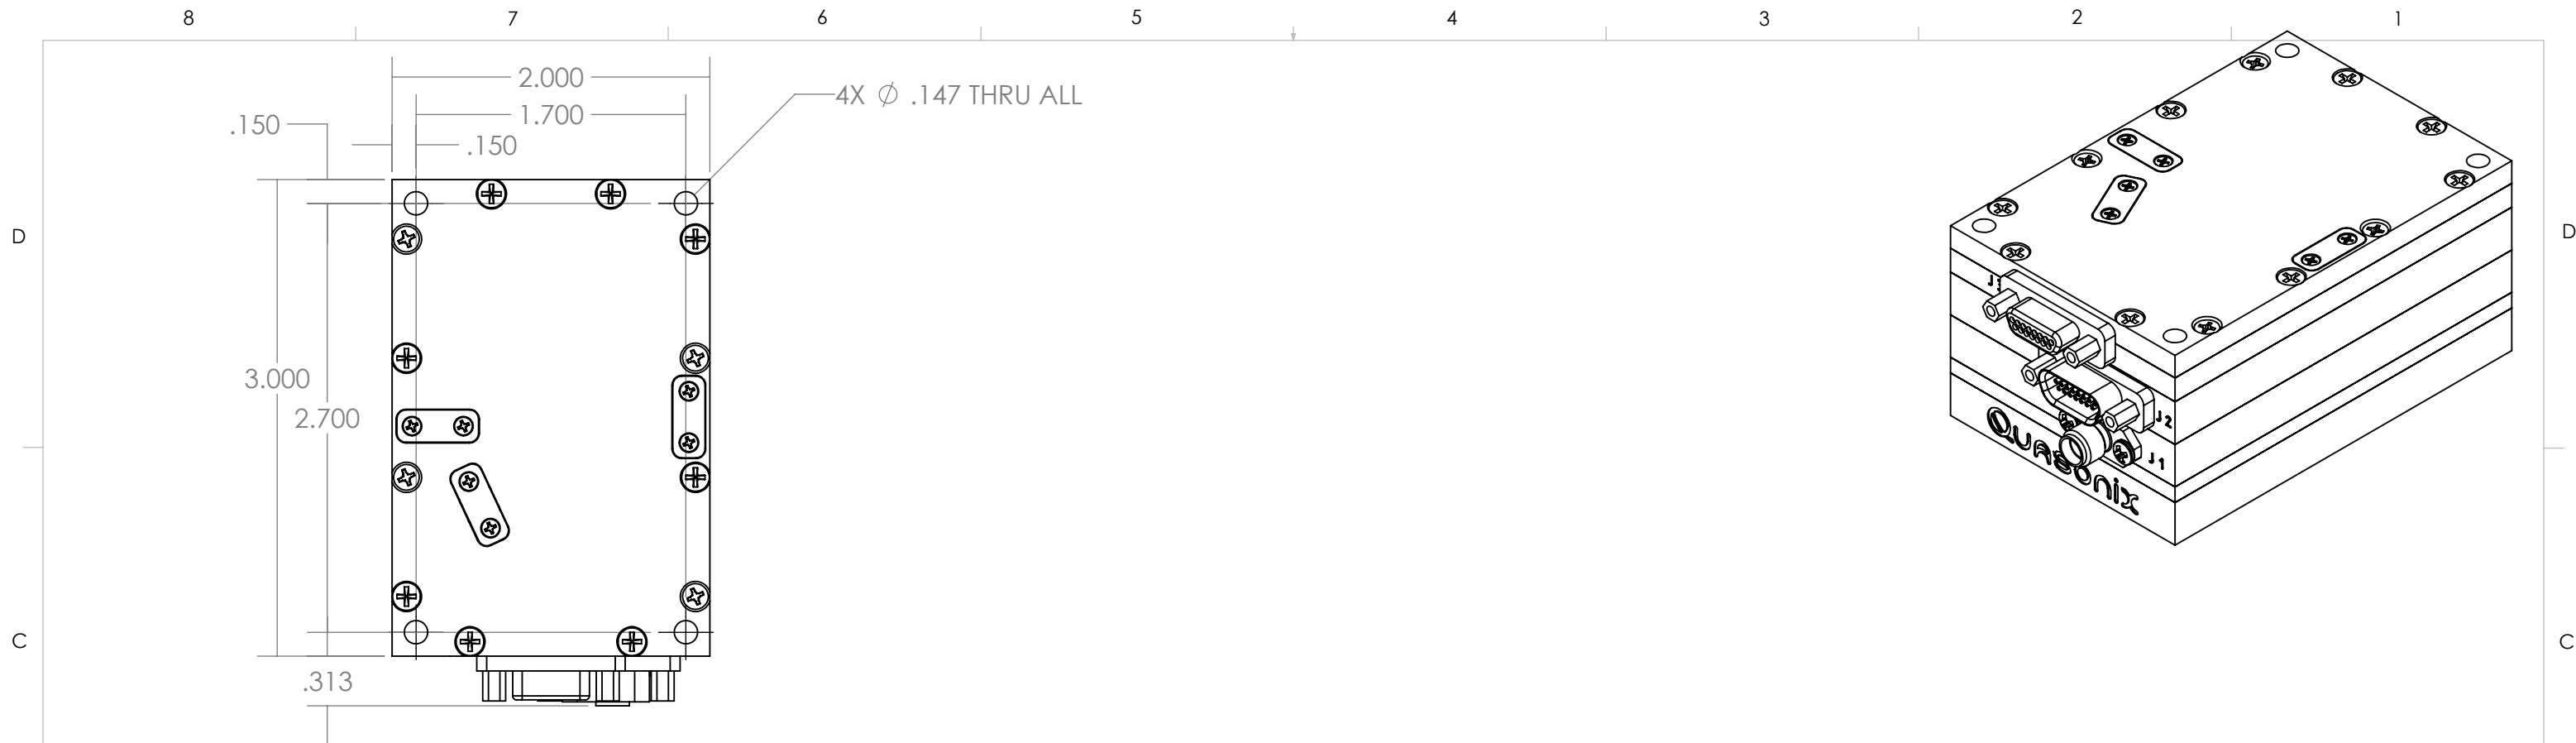 8 7 6 5 4 3 2 1
2.000
4X ∅ .147 THRU ALL
1.700
.150
.150
D D
3.000
2.700
J2
J1
Quasonix
C C
.313